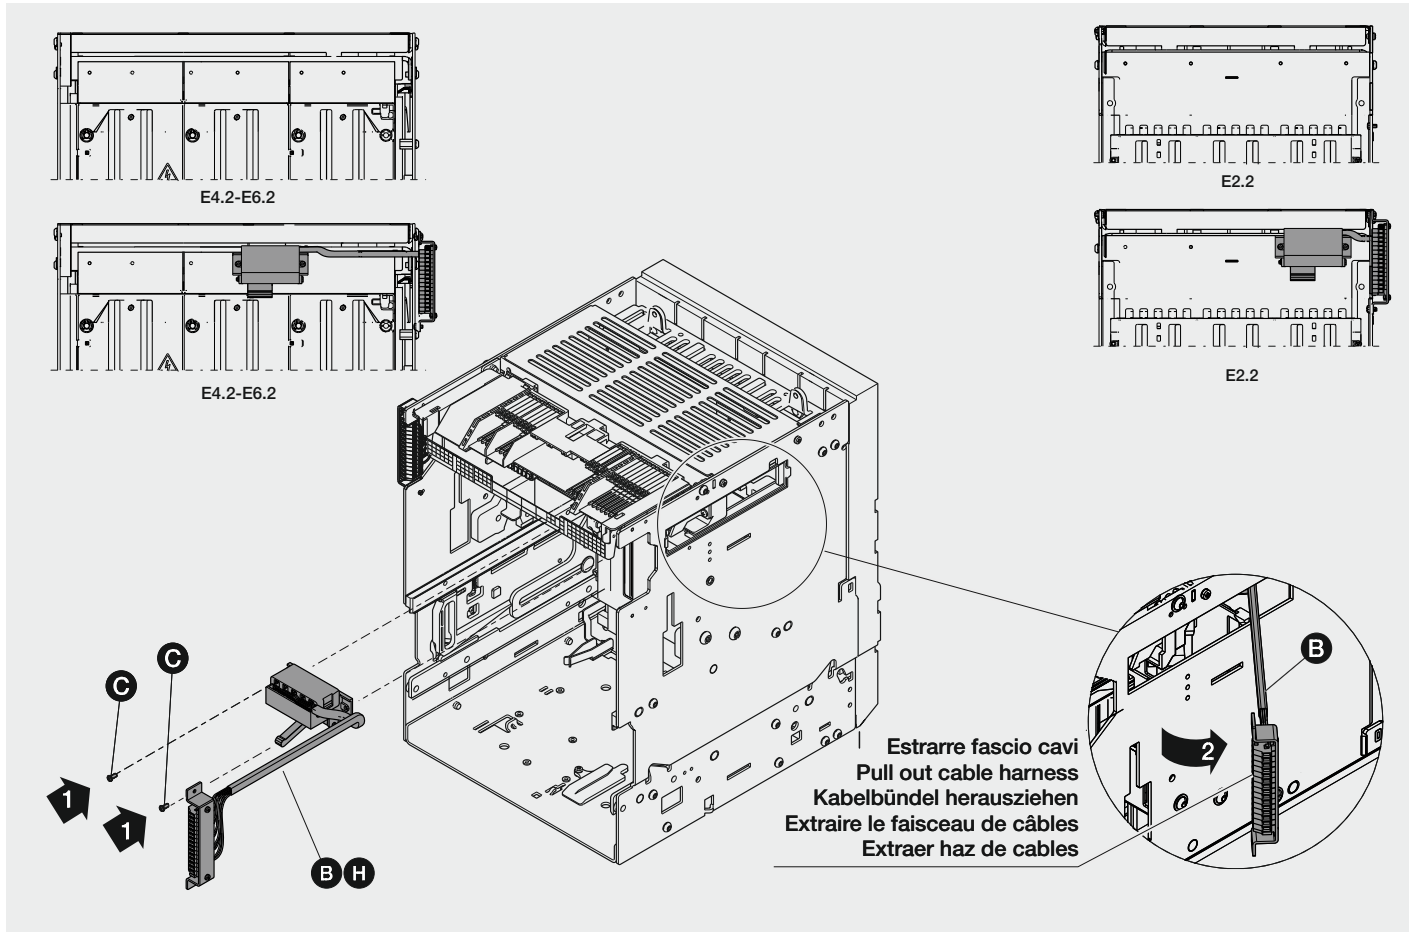 E4.2-E6.2
E2.2
E4.2-E6.2
E2.2
C
C
1
1
B H
B
2
Estrarre fascio cavi
Pull out cable harness
Kabelbündel herausziehen
Extraire le faisceau de câbles
Extraer haz de cables